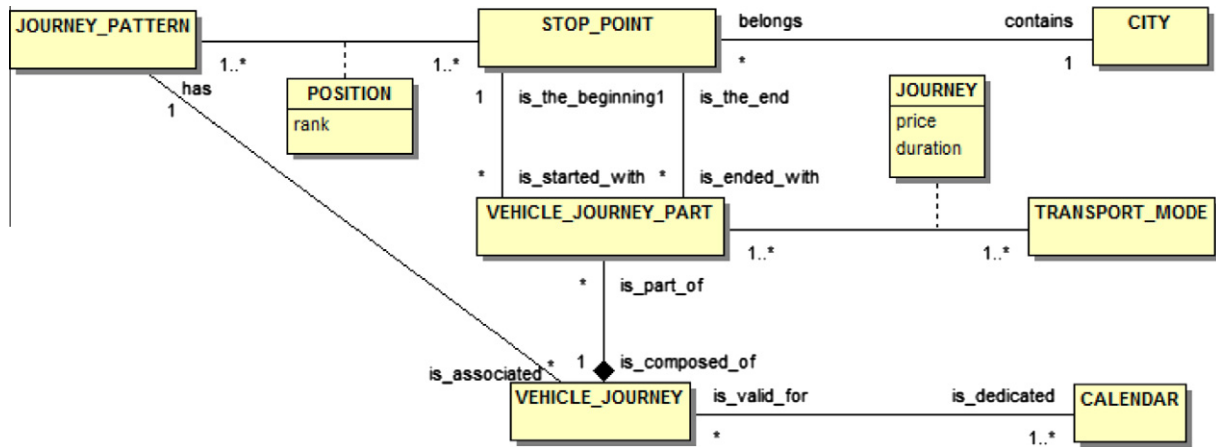 JOURNEY_PATTERN
STOP_POINT
belongs
contains
CITY
1..*
1..*
*
1
has
1
POSITION
rank
1
is_the_beginning1
is_the_end
JOURNEY
price
duration
*
is_started_with
*
is_ended_with
VEHICLE_JOURNEY_PART
TRANSPORT_MODE
1..*
1..*
*
is_part_of
is_associated
*
1
is_composed_of
VEHICLE_JOURNEY
is_valid_for
is_dedicated
CALENDAR
*
1..*